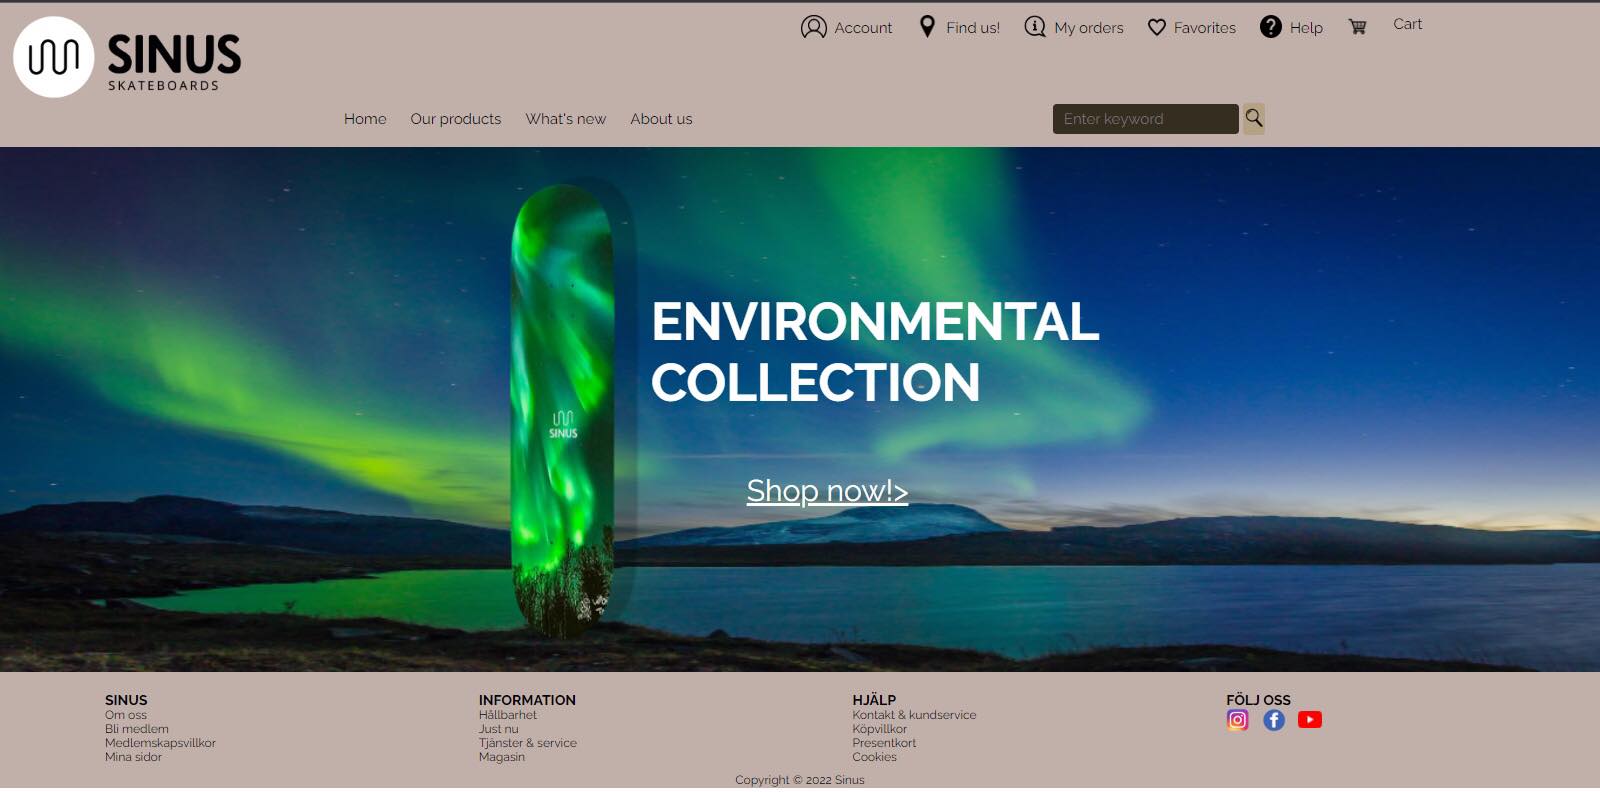 SINUS
SKATEBOARDS
Account
Find us!
My orders
Favorites
Help
Cart
Home
Our products
What's new
About us
Enter keyword
ENVIRONMENTAL
COLLECTION
SINUS
Shop now!>
SINUS
Om oss
Bli medlem
Medlemskapsvillkor
Mina sidor
INFORMATION
Hållbarhet
Just nu
Tjänster & service
Magasin
HJÄLP
Kontakt & kundservice
Köpvillkor
Presentkort
Cookies
FÖLJ OSS
Copyright © 2022 Sinus